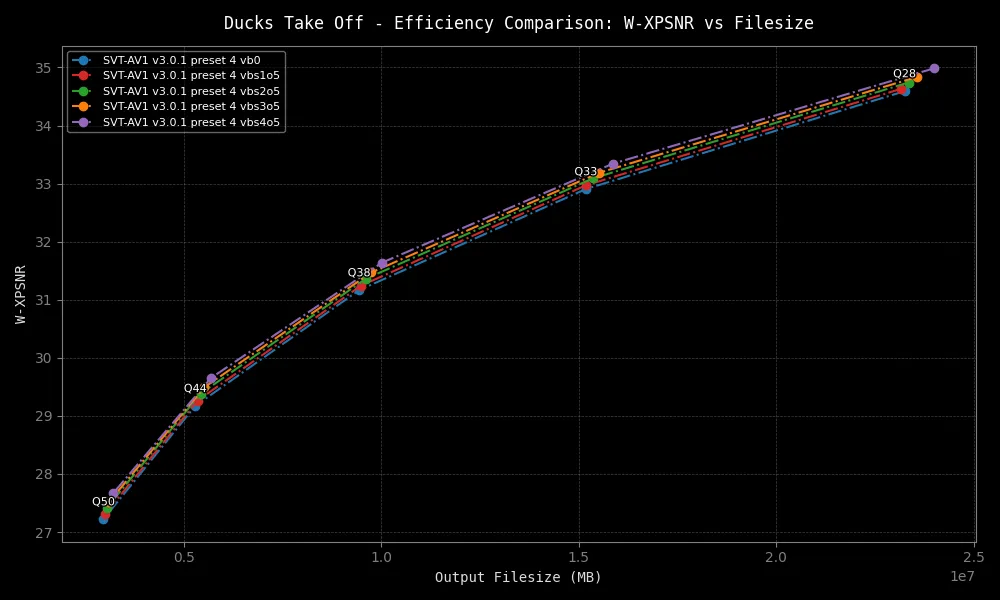 Ducks Take Off - Efficiency Comparison: W-XPSNR vs Filesize
SVT-AV1 v3.0.1 preset 4 vb0
SVT-AV1 v3.0.1 preset 4 vbs1o5
SVT-AV1 v3.0.1 preset 4 vbs2o5
SVT-AV1 v3.0.1 preset 4 vbs3o5
SVT-AV1 v3.0.1 preset 4 vbs4o5
W-XPSNR
35
34
33
32
31
30
29
28
27
Q28
Q33
Q38
Q44
Q50
0.5
1.0
1.5
2.0
2.5
1e7
Output Filesize (MB)